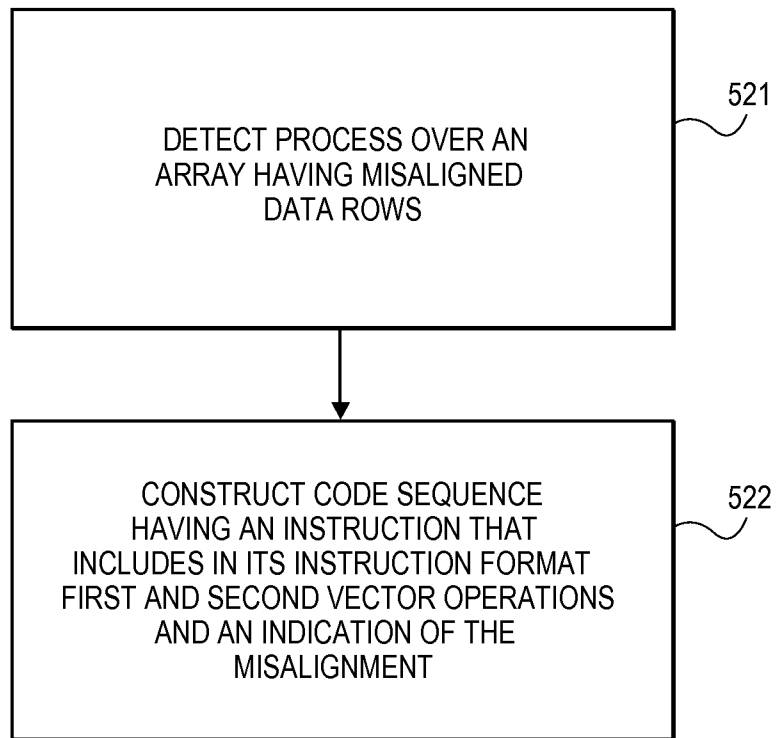 DETECT PROCESS OVER AN
ARRAY HAVING MISALIGNED
DATA ROWS
521
CONSTRUCT CODE SEQUENCE
HAVING AN INSTRUCTION THAT
INCLUDES IN ITS INSTRUCTION FORMAT
FIRST AND SECOND VECTOR OPERATIONS
AND AN INDICATION OF THE
MISALIGNMENT
522